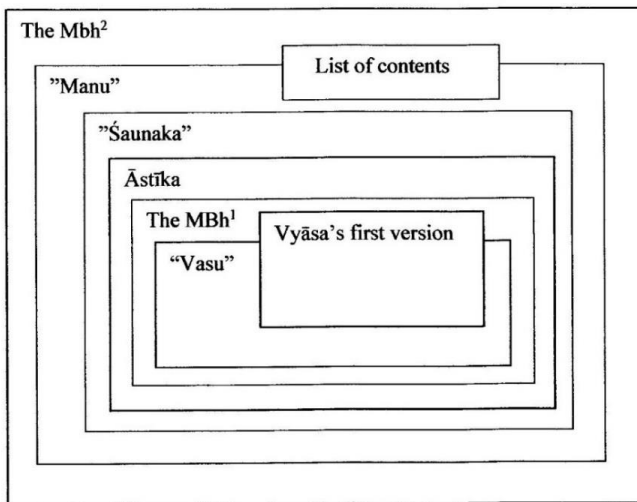 The Mbh²
List of contents
”Manu”
”Śaunaka”
Āstīka
The MBh¹
Vyāsa’s first version
“Vasu”